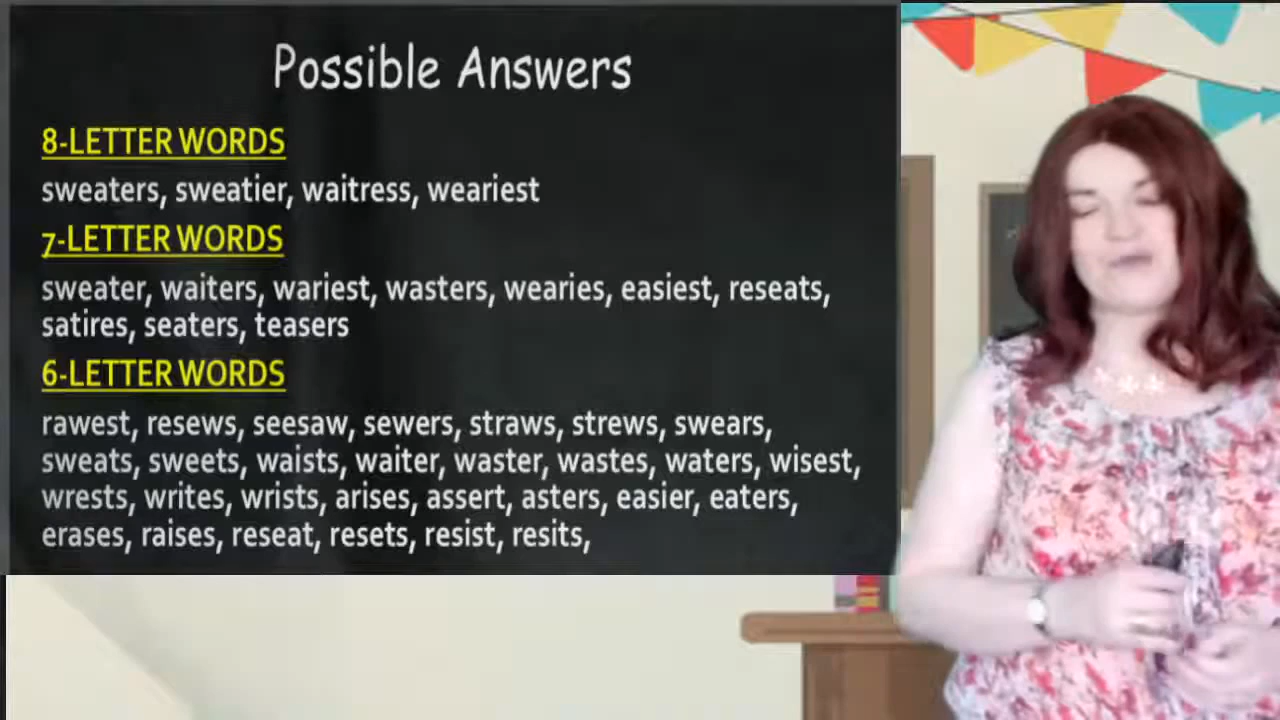 Possible Answers
8-LETTER WORDS
sweaters, sweatier, waitress, weariest
7-LETTER WORDS
sweater, waiters, wariest, wasters, wearies, easiest, reseats,
satires, seaters, teasers
6-LETTER WORDS
rawest, resews, seesaw, sewers, straws, strews, swears,
sweats, sweets, waists, waiter, waster, wastes, waters, wisest,
wrests, writes, wrists, arises, assert, asters, easier, eaters,
erases, raises, reseat, resets, resist, resits,